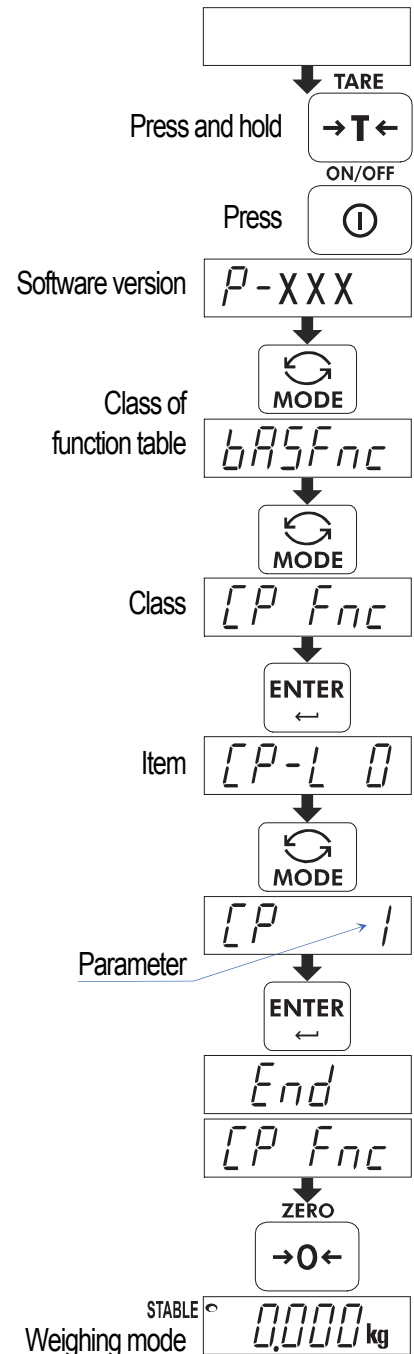 TARE
Press and hold →T←
ON/OFF
Press
Software version P-XXX
MODE
Class of
function table bASFnc
MODE
Class CP Fnc
ENTER
←
Item CP-L 0
MODE
CP 1
Parameter
ENTER
←
End
CP Fnc
ZERO
→0←
STABLE
Weighing mode 0.000 kg